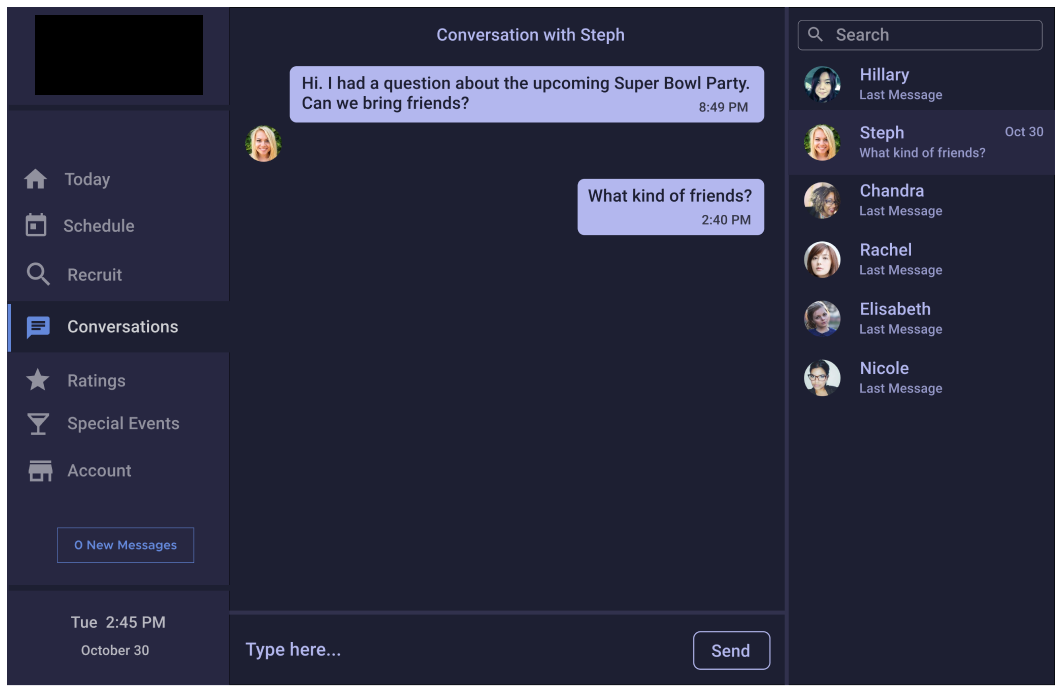 Today
Schedule
Recruit
Conversations
Ratings
Special Events
Account
0 New Messages
Tue 2:45 PM
October 30
Conversation with Steph
Hi. I had a question about the upcoming Super Bowl Party.
Can we bring friends?
8:49 PM
What kind of friends?
2:40 PM
Type here...
Send
Search
Hillary
Last Message
Steph Oct 30
What kind of friends?
Chandra
Last Message
Rachel
Last Message
Elisabeth
Last Message
Nicole
Last Message